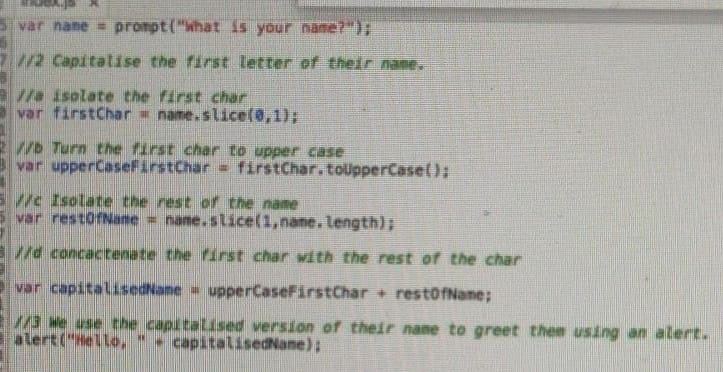 index.js x
var name = prompt("What is your name?");
//2 Capitalise the first letter of their name.
//a isolate the first char
var firstChar = name.slice(0,1);
//b Turn the first char to upper case
var upperCaseFirstChar = firstChar.toUpperCase();
//c Isolate the rest of the name
var restOfName = name.slice(1,name.length);
//d concactenate the first char with the rest of the char
var capitalisedName = upperCaseFirstChar + restOfName;
//3 We use the capitalised version of their name to greet them using an alert.
alert("Hello, " + capitalisedName);